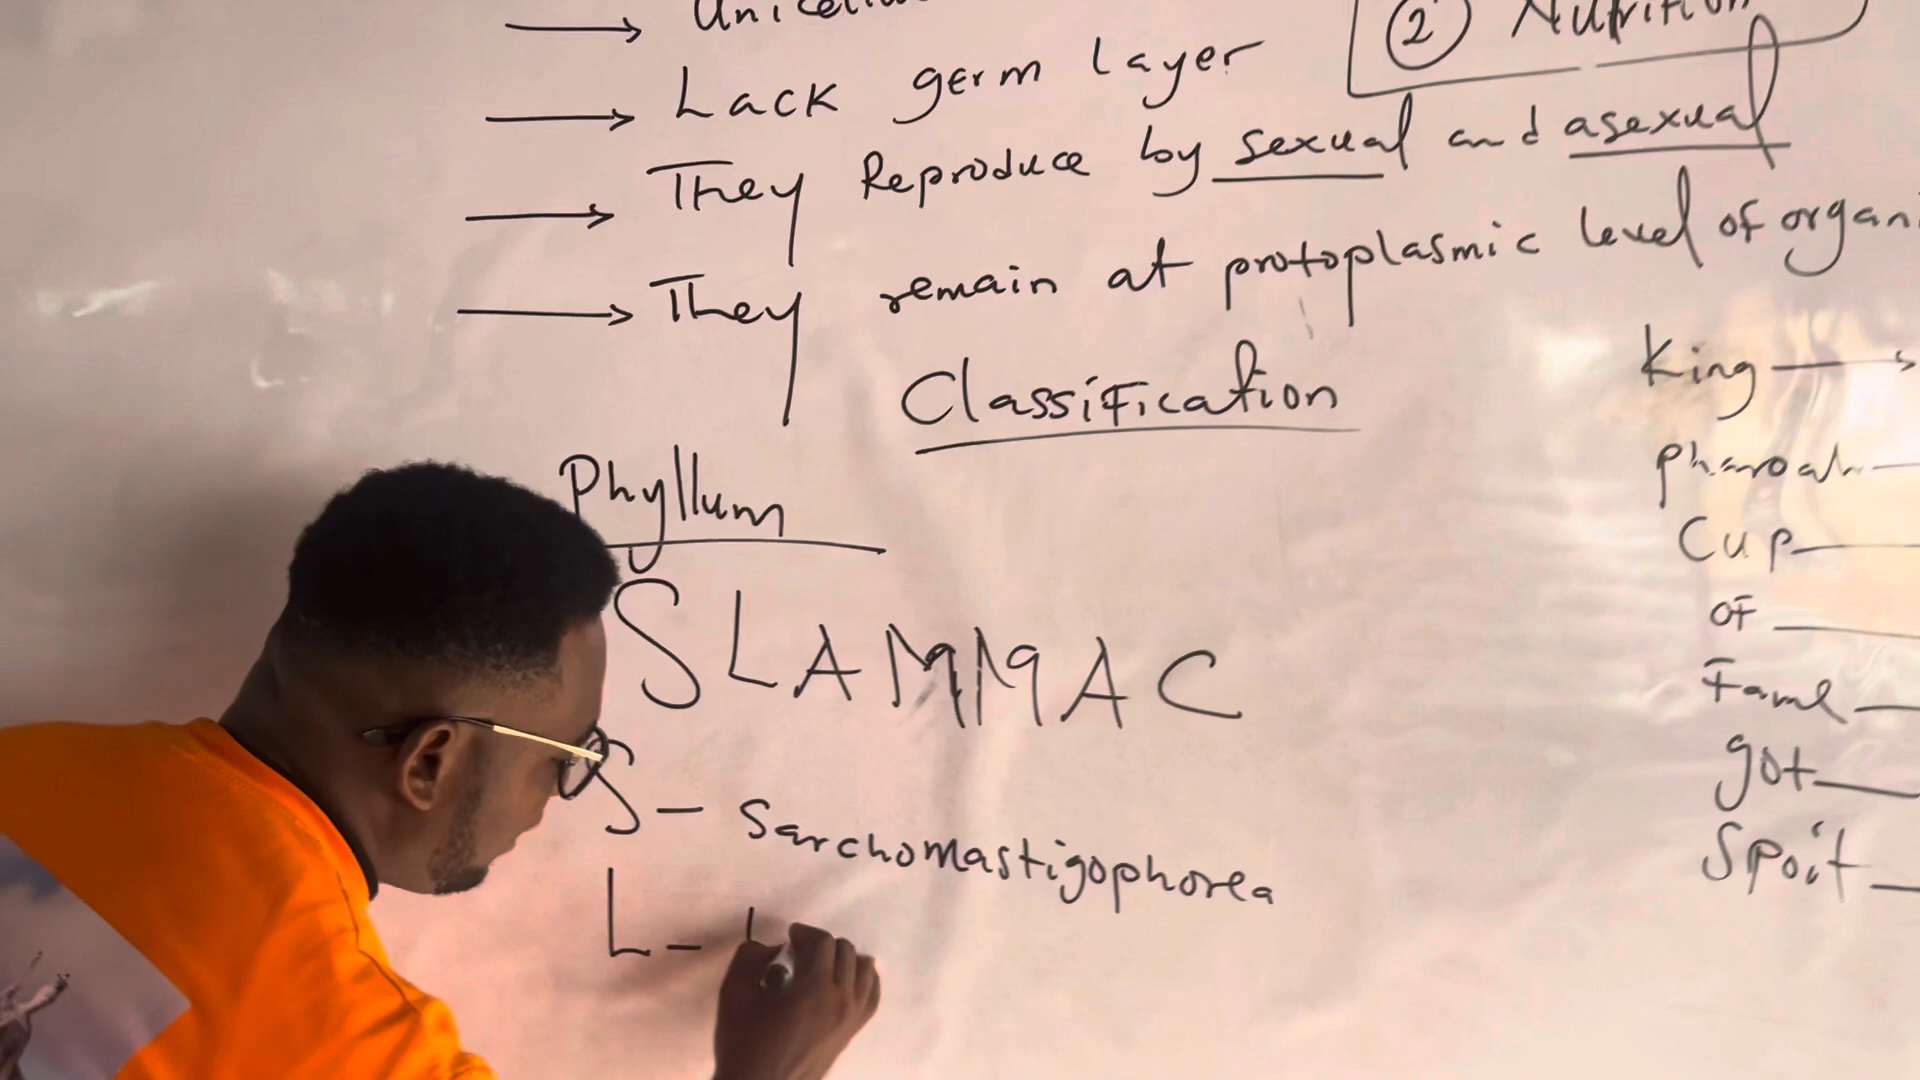 ② Nutrition
Lack germ layer
They Reproduce by sexual and asexual
They remain at protoplasmic level of organi
Classification
Phyllum
SLAMMAC
S - Sarchomastigophorea
L - L
King
pharoah
Cup
of
Fame
got
Spoit